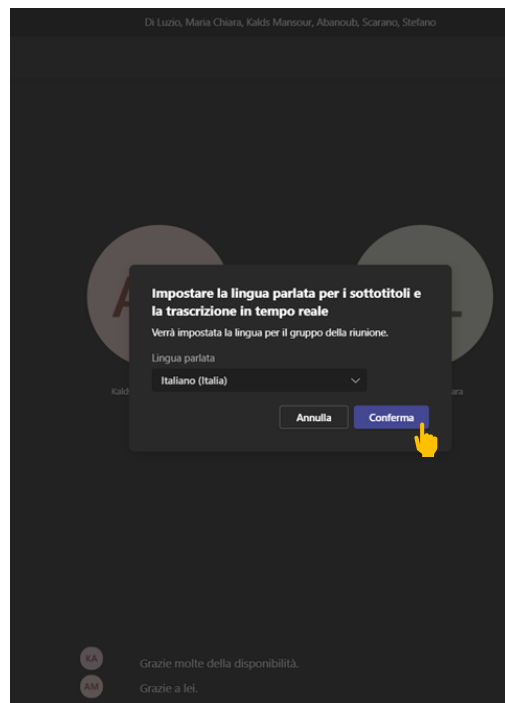 Di Luzio, Maria Chiara, Kalds Mansour, Abanoub, Scarano, Stefano
A
L
Impostare la lingua parlata per i sottotitoli e
la trascrizione in tempo reale
Verrà impostata la lingua per il gruppo della riunione.
Lingua parlata
Italiano (Italia)
Kald
ara
Annulla
Conferma
KA
Grazie molte della disponibilità.
AM
Grazie a lei.